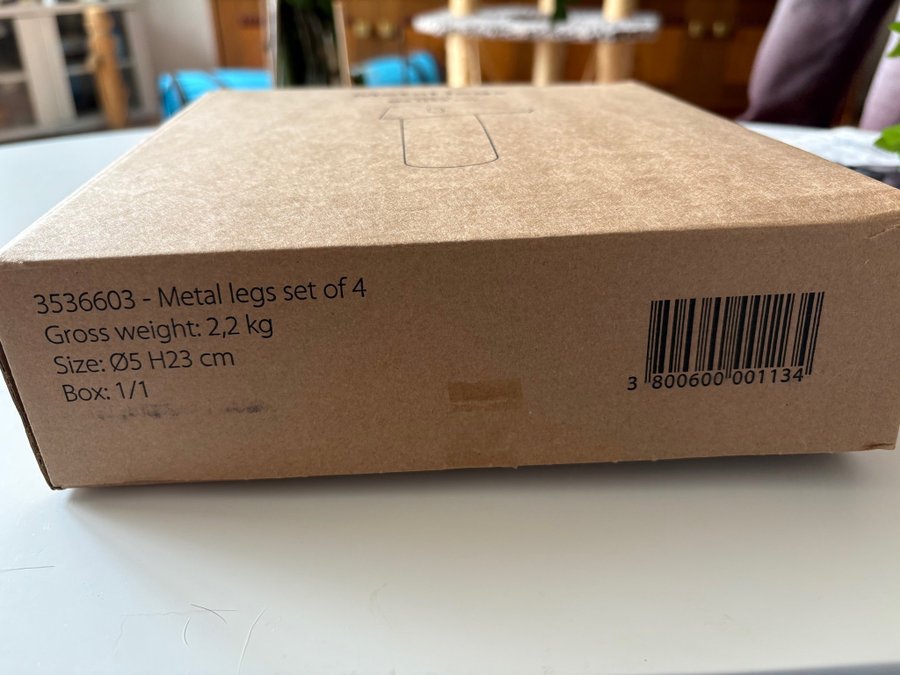 3536603 - Metal legs set of 4
Gross weight: 2,2 kg
Size: Ø5 H23 cm
Box: 1/1
3 800600 001134